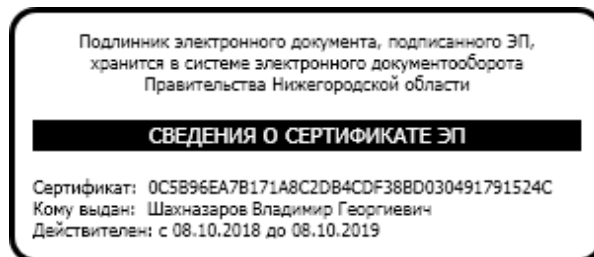 Подлинник электронного документа, подписанного ЭП,
хранится в системе электронного документооборота
Правительства Нижегородской области
СВЕДЕНИЯ О СЕРТИФИКАТЕ ЭП
Сертификат: 0C5B96EA7B171A8C2DB4CDF38BD030491791524C
Кому выдан: Шахназаров Владимир Георгиевич
Действителен: с 08.10.2018 до 08.10.2019